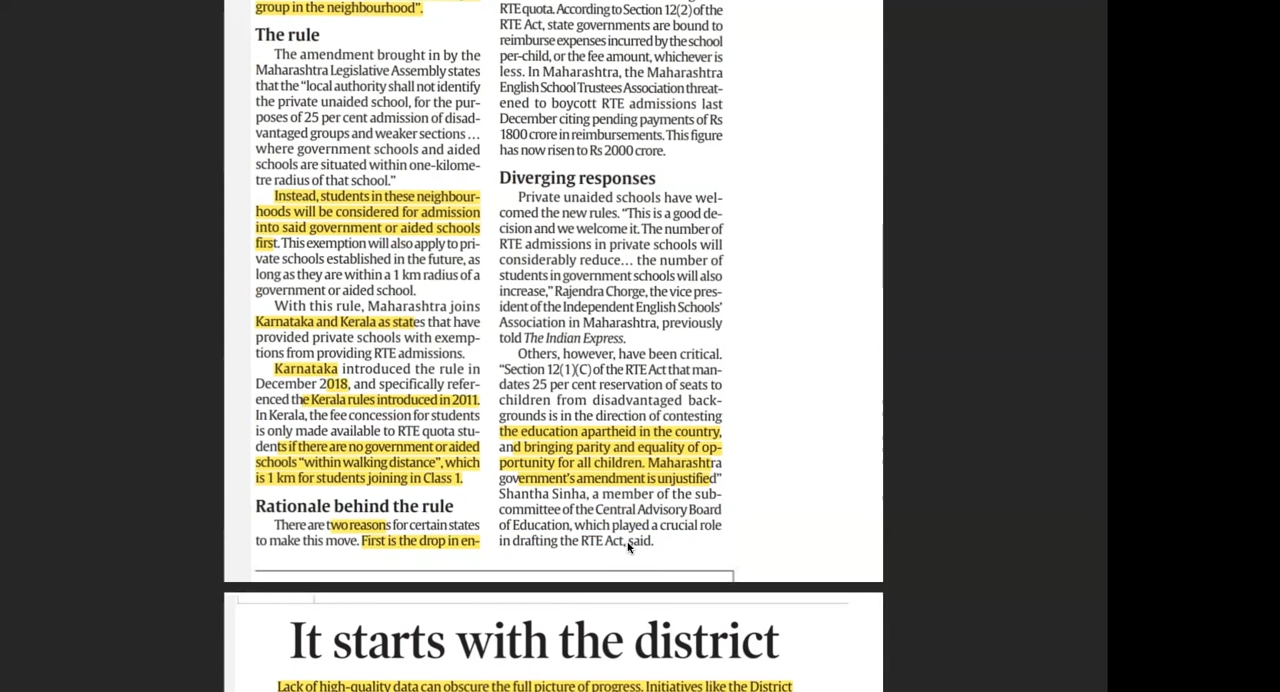 group in the neighbourhood”.
The rule
The amendment brought in by the
Maharashtra Legislative Assembly states
that the “local authority shall not identify
the private unaided school, for the pur-
poses of 25 per cent admission of disad-
vantaged groups and weaker sections...
where government schools and aided
schools are situated within one-kilome-
tre radius of that school.”
Instead, students in these neighbour-
hoods will be considered for admission
into said government or aided schools
first. This exemption will also apply to pri-
vate schools established in the future, as
long as they are within a 1 km radius of a
government or aided school.
With this rule, Maharashtra joins
Karnataka and Kerala as states that have
provided private schools with exemp-
tions from providing RTE admissions.
Karnataka introduced the rule in
December 2018, and specifically refer-
enced the Kerala rules introduced in 2011.
In Kerala, the fee concession for students
is only made available to RTE quota stu-
dents if there are no government or aided
schools “within walking distance”, which
is 1 km for students joining in Class 1.
Rationale behind the rule
There are two reasons for certain states
to make this move. First is the drop in en-
RTE quota. According to Section 12(2) of the
RTE Act, state governments are bound to
reimburse expenses incurred by the school
per-child, or the fee amount, whichever is
less. In Maharashtra, the Maharashtra
English School Trustees Association threat-
ened to boycott RTE admissions last
December citing pending payments of Rs
1800 crore in reimbursements. This figure
has now risen to Rs 2000 crore.
Diverging responses
Private unaided schools have wel-
comed the new rules. “This is a good de-
cision and we welcome it. The number of
RTE admissions in private schools will
considerably reduce... the number of
students in government schools will also
increase,” Rajendra Chorge, the vice pres-
ident of the Independent English Schools’
Association in Maharashtra, previously
told The Indian Express.
Others, however, have been critical.
“Section 12(1)(C) of the RTE Act that man-
dates 25 per cent reservation of seats to
children from disadvantaged back-
grounds is in the direction of contesting
the education apartheid in the country,
and bringing parity and equality of op-
portunity for all children. Maharashtra
government’s amendment is unjustified”
Shantha Sinha, a member of the sub-
committee of the Central Advisory Board
of Education, which played a crucial role
in drafting the RTE Act, said.
It starts with the district
Lack of high-quality data can obscure the full picture of progress. Initiatives like the District